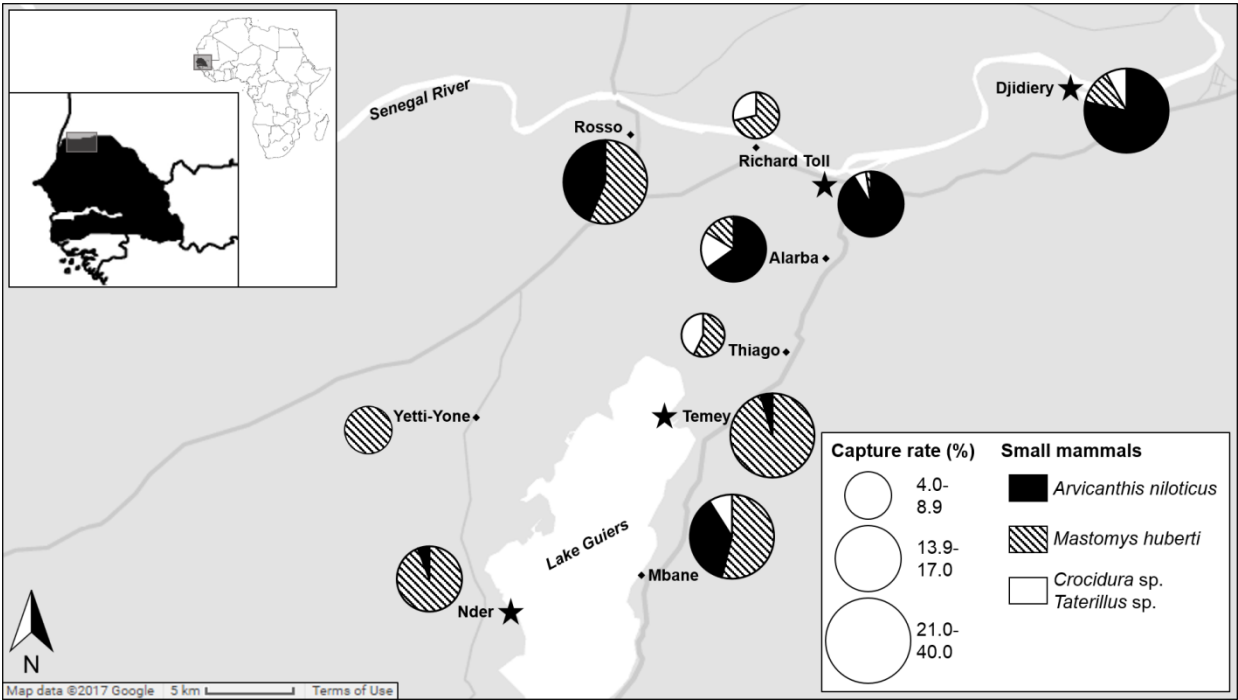 Senegal River
Djidiery
Rosso
Richard Toll
Alarba
Thiago
Yetti-Yone
Temey
Lake Guiers
Mbane
Nder
Capture rate (%)
4.0-
8.9
13.9-
17.0
21.0-
40.0
Small mammals
Arvicanthis niloticus
Mastomys huberti
Crocidura sp.
Taterillus sp.
N
Map data ©2017 Google 5 km Terms of Use